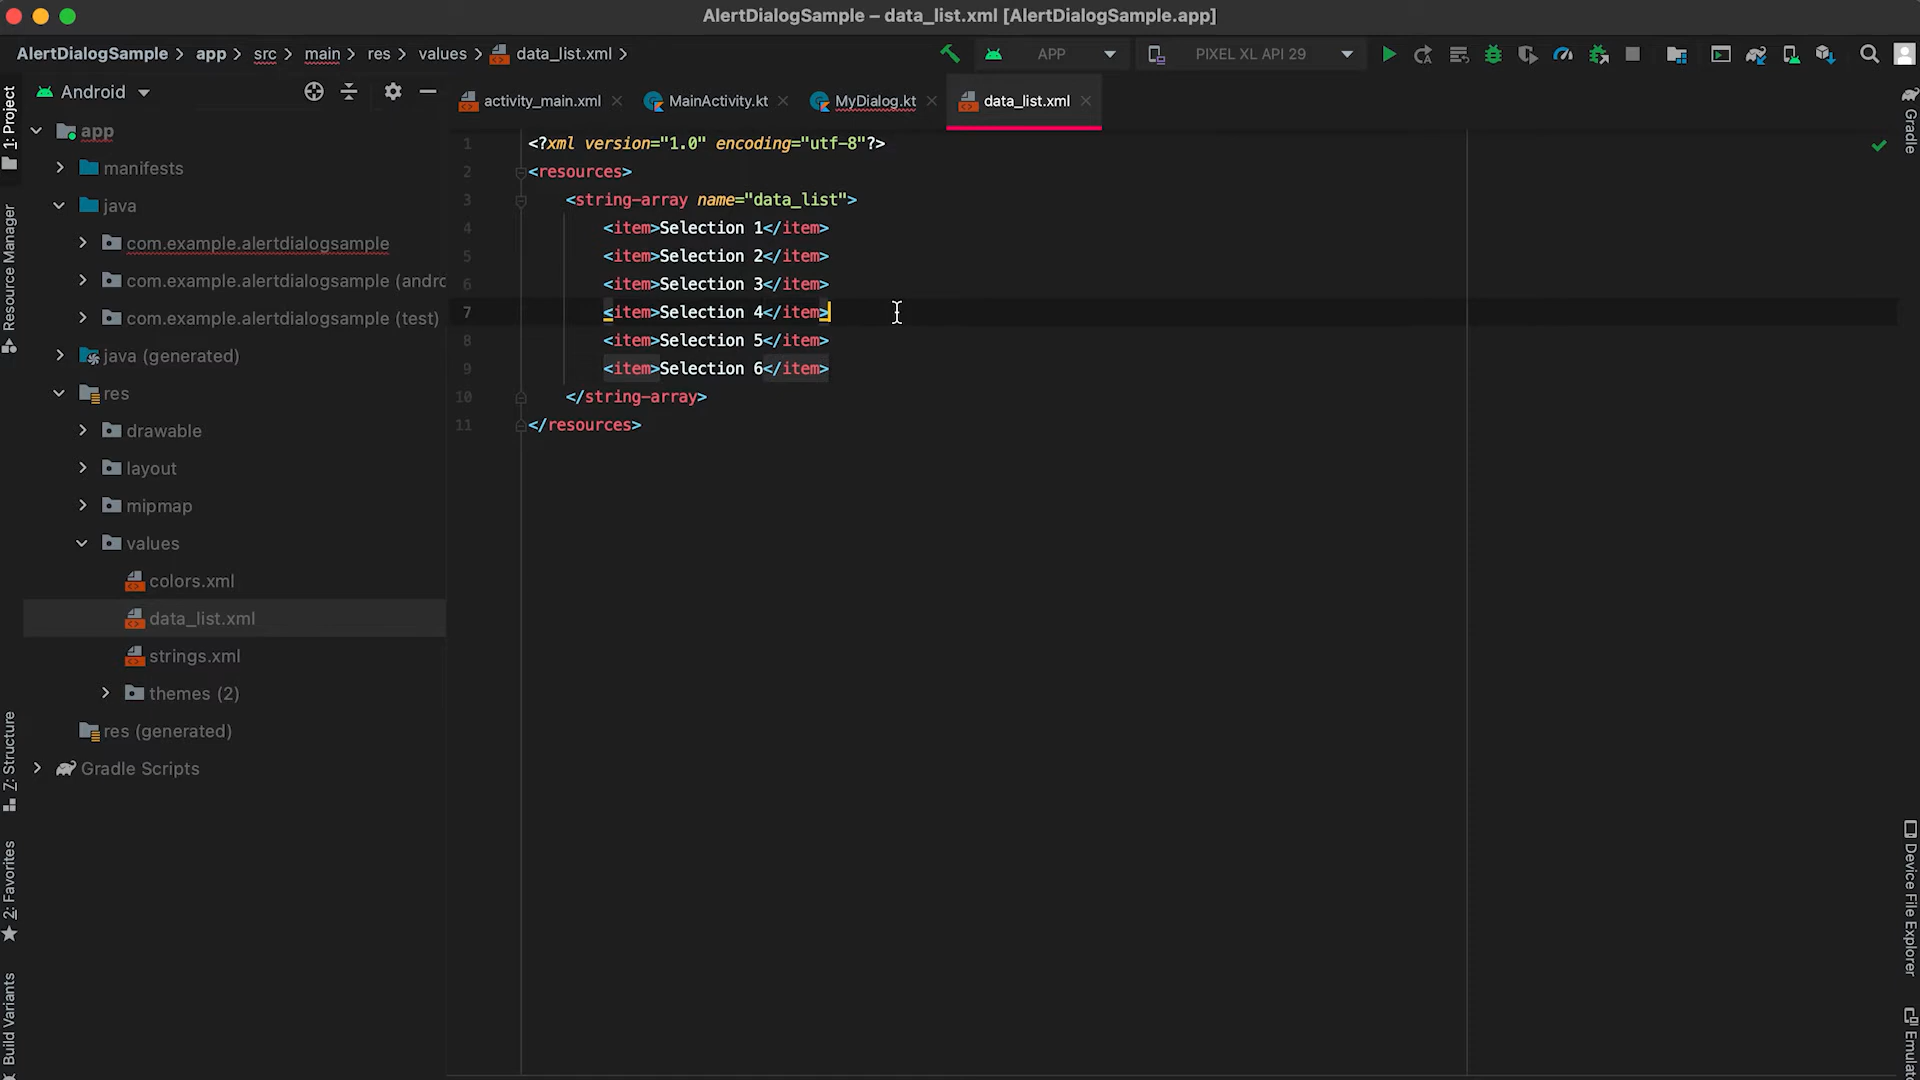 AlertDialogSample – data_list.xml [AlertDialogSample.app]
AlertDialogSample > app > src > main > res > values > data_list.xml >
APP
PIXEL XL API 29
Android
activity_main.xml
MainActivity.kt
MyDialog.kt
data_list.xml
app
manifests
java
com.example.alertdialogsample
com.example.alertdialogsample (andro
com.example.alertdialogsample (test)
java (generated)
res
drawable
layout
mipmap
values
colors.xml
data_list.xml
strings.xml
themes (2)
res (generated)
Gradle Scripts
1 <?xml version="1.0" encoding="utf-8"?>
2 <resources>
3 <string-array name="data_list">
4 <item>Selection 1</item>
5 <item>Selection 2</item>
6 <item>Selection 3</item>
7 <item>Selection 4</item>
8 <item>Selection 5</item>
9 <item>Selection 6</item>
10 </string-array>
11 </resources>
1: Project
Resource Manager
7: Structure
2: Favorites
Build Variants
Gradle
Device File Explorer
Emulato